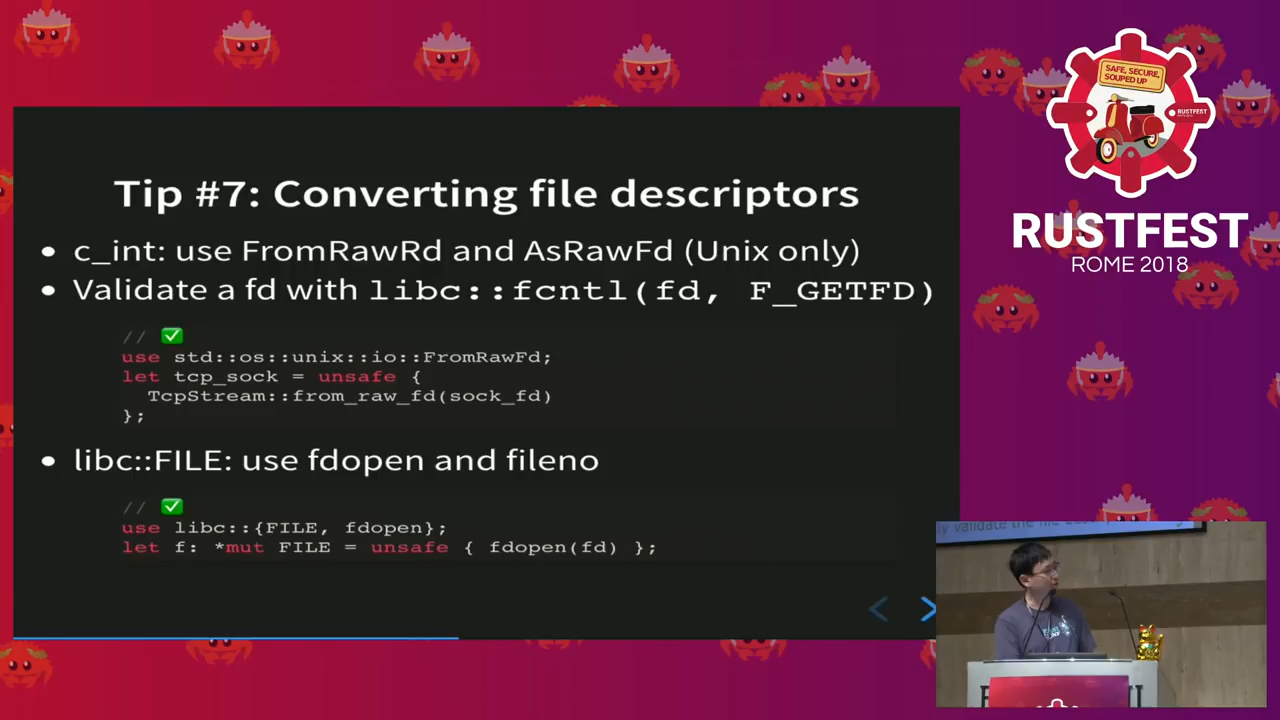 SAFE, SECURE,
SOUPED UP
RUSTFEST
RUSTFEST
ROME 2018
Tip #7: Converting file descriptors
• c_int: use FromRawRd and AsRawFd (Unix only)
• Validate a fd with libc::fcntl(fd, F_GETFD)
// ✅
use std::os::unix::io::FromRawFd;
let tcp_sock = unsafe {
TcpStream::from_raw_fd(sock_fd)
};
• libc::FILE: use fdopen and fileno
// ✅
use libc::{FILE, fdopen};
let f: *mut FILE = unsafe { fdopen(fd) };
validate the